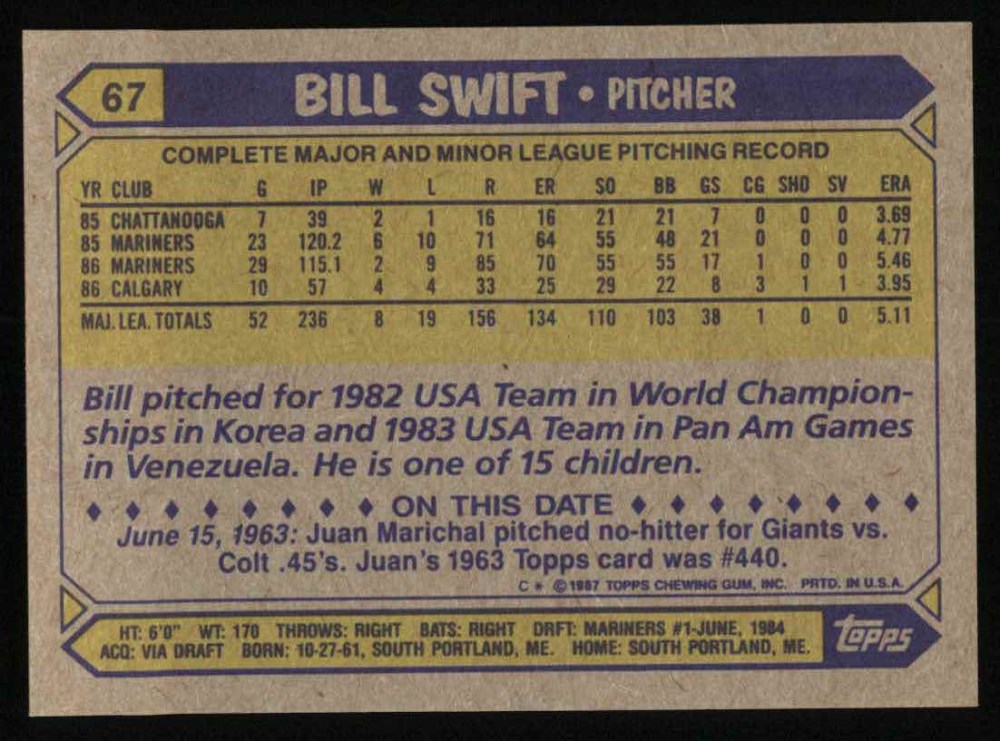 67 BILL SWIFT • PITCHER
COMPLETE MAJOR AND MINOR LEAGUE PITCHING RECORD
YR CLUB G IP W L R ER SO BB GS CG SHO SV ERA
85 CHATTANOOGA 7 39 2 1 16 16 21 21 7 0 0 0 3.69
85 MARINERS 23 120.2 6 10 71 64 55 48 21 0 0 0 4.77
86 MARINERS 29 115.1 2 9 85 70 55 55 17 1 0 0 5.46
86 CALGARY 10 57 4 4 33 25 29 22 8 3 1 1 3.95
MAJ. LEA. TOTALS 52 236 8 19 156 134 110 103 38 1 0 0 5.11
Bill pitched for 1982 USA Team in World Champion-
ships in Korea and 1983 USA Team in Pan Am Games
in Venezuela. He is one of 15 children.
♦ ♦ ♦ ♦ ♦ ♦ ♦ ♦ ON THIS DATE ♦ ♦ ♦ ♦ ♦ ♦ ♦ ♦
June 15, 1963: Juan Marichal pitched no-hitter for Giants vs.
Colt .45's. Juan's 1963 Topps card was #440.
C * © 1987 TOPPS CHEWING GUM, INC. PRTD. IN U.S.A.
HT: 6'0" WT: 170 THROWS: RIGHT BATS: RIGHT DRFT: MARINERS #1-JUNE, 1984
ACQ: VIA DRAFT BORN: 10-27-61, SOUTH PORTLAND, ME. HOME: SOUTH PORTLAND, ME.
topps